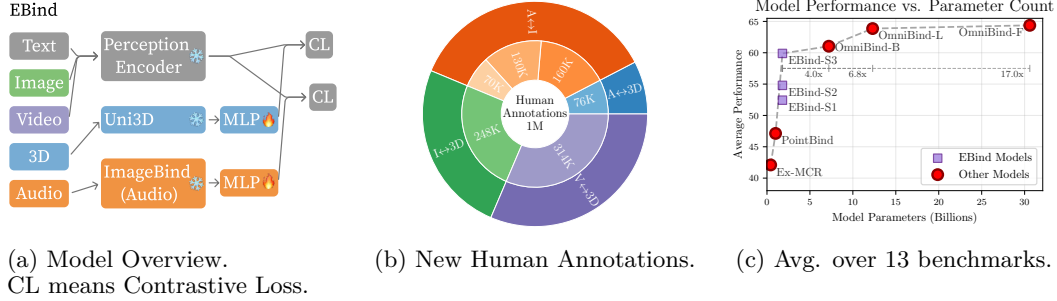 EBind
Text
Image
Video
3D
Audio
Perception
Encoder
Uni3D
ImageBind
(Audio)
MLP
MLP
CL
CL
(a) Model Overview.
CL means Contrastive Loss.
A↔I
A↔3D
V↔3D
I↔3D
70K
130K
160K
76K
314K
248K
Human
Annotations
1M
(b) New Human Annotations.
Model Performance vs. Parameter Count
Average Performance
65
60
55
50
45
40
OmniBind-L
OmniBind-F
OmniBind-B
EBind-S3
4.0x
6.8x
17.0x
EBind-S2
EBind-S1
PointBind
Ex-MCR
EBind Models
Other Models
0
5
10
15
20
25
30
Model Parameters (Billions)
(c) Avg. over 13 benchmarks.